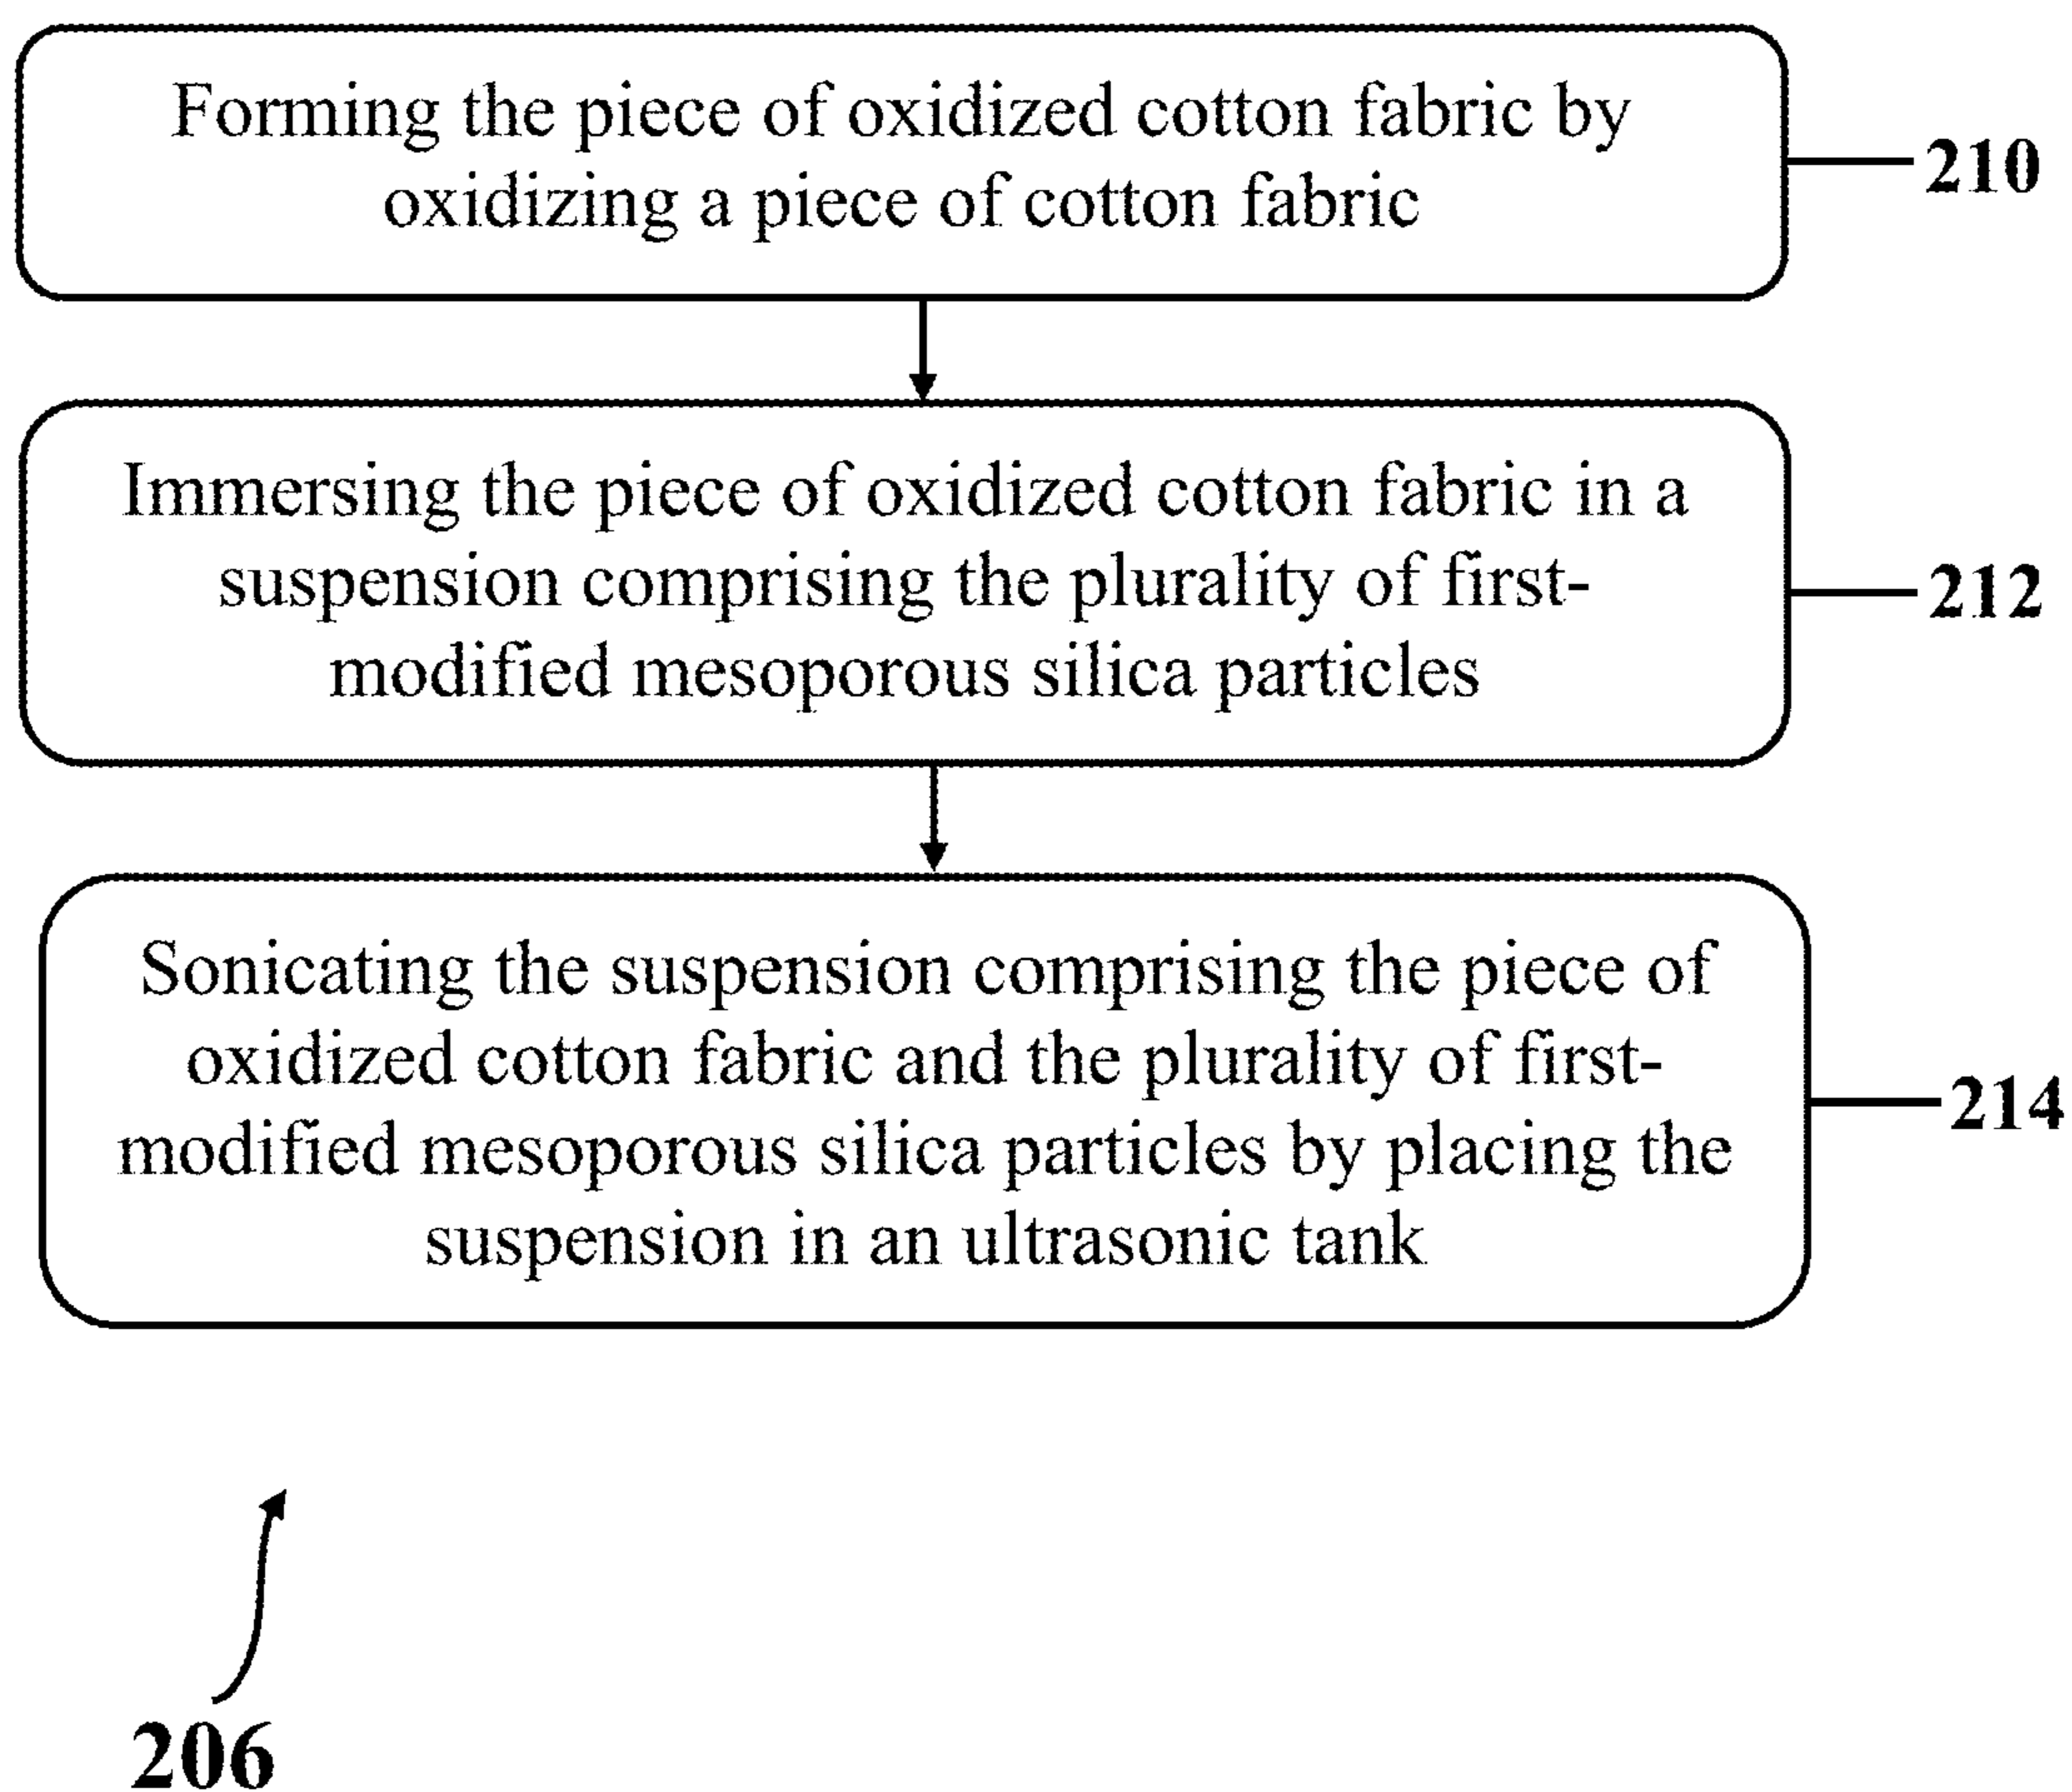 Forming the piece of oxidized cotton fabric by
oxidizing a piece of cotton fabric
210
Immersing the piece of oxidized cotton fabric in a
suspension comprising the plurality of first-
modified mesoporous silica particles
212
Sonicating the suspension comprising the piece of
oxidized cotton fabric and the plurality of first-
modified mesoporous silica particles by placing the
suspension in an ultrasonic tank
214
206